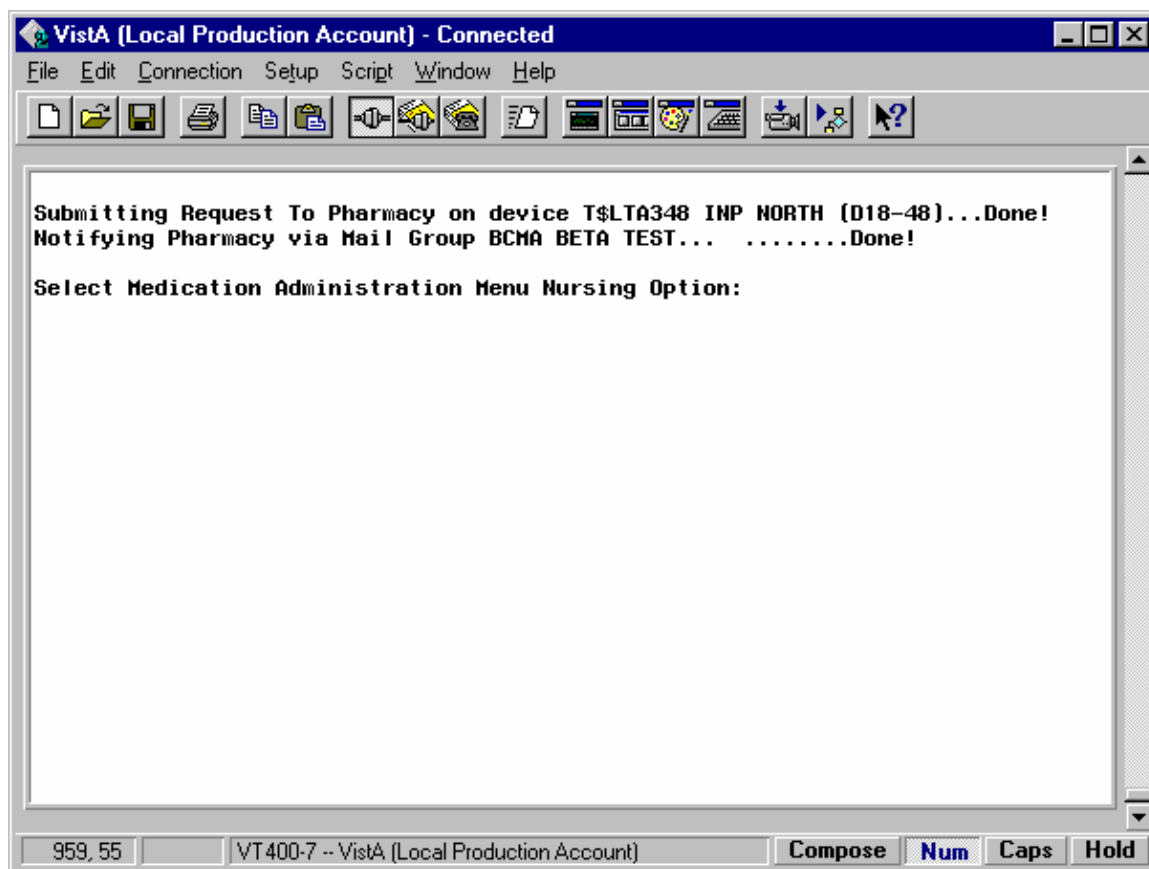 VistA (Local Production Account) - Connected
File Edit Connection Setup Script Window Help
Submitting Request To Pharmacy on device T$LTA348 INP NORTH (D18-48)...Done!
Notifying Pharmacy via Mail Group BCMA BETA TEST... ........Done!
Select Medication Administration Menu Nursing Option:
959, 55 VT400-7 -- VistA (Local Production Account) Compose Num Caps Hold